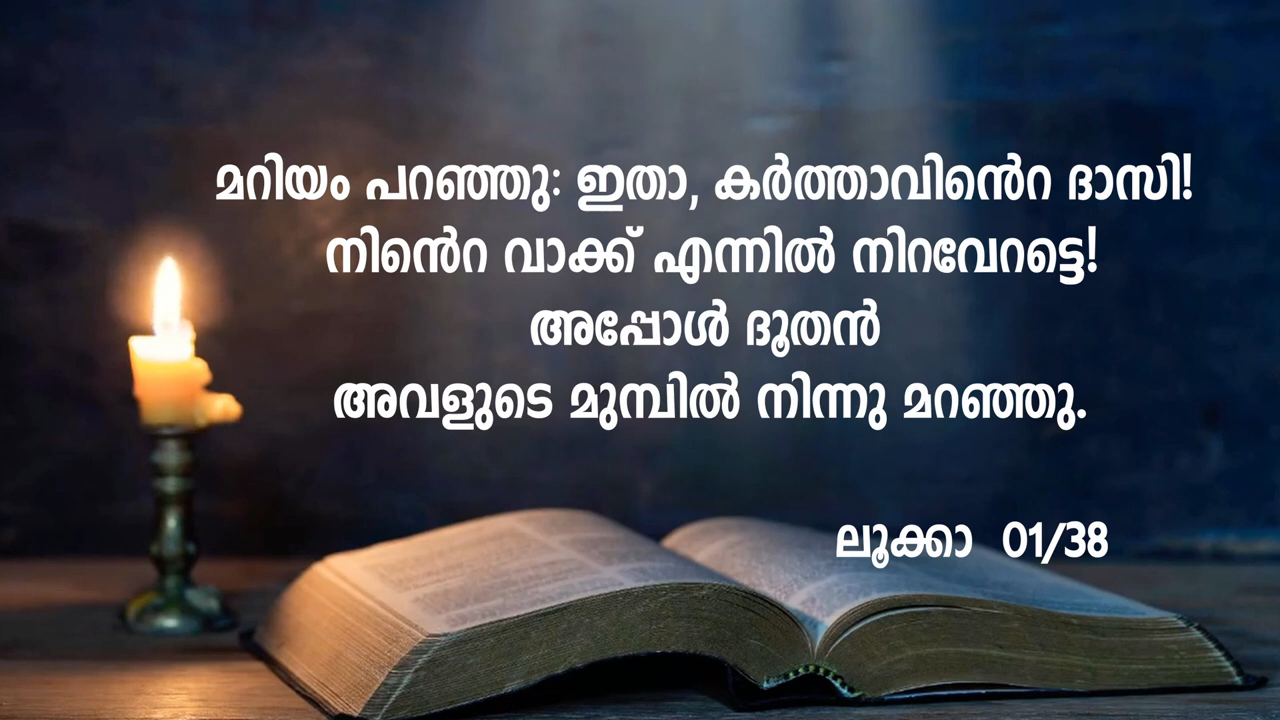 മറിയം പറഞ്ഞു: ഇതാ, കർത്താവിൻെറ ദാസി!
നിൻെറ വാക്ക് എന്നിൽ നിറവേറട്ടെ!
അപ്പോൾ ദൂതൻ
അവളുടെ മുമ്പിൽ നിന്നു മറഞ്ഞു.
ലൂക്കാ 01/38